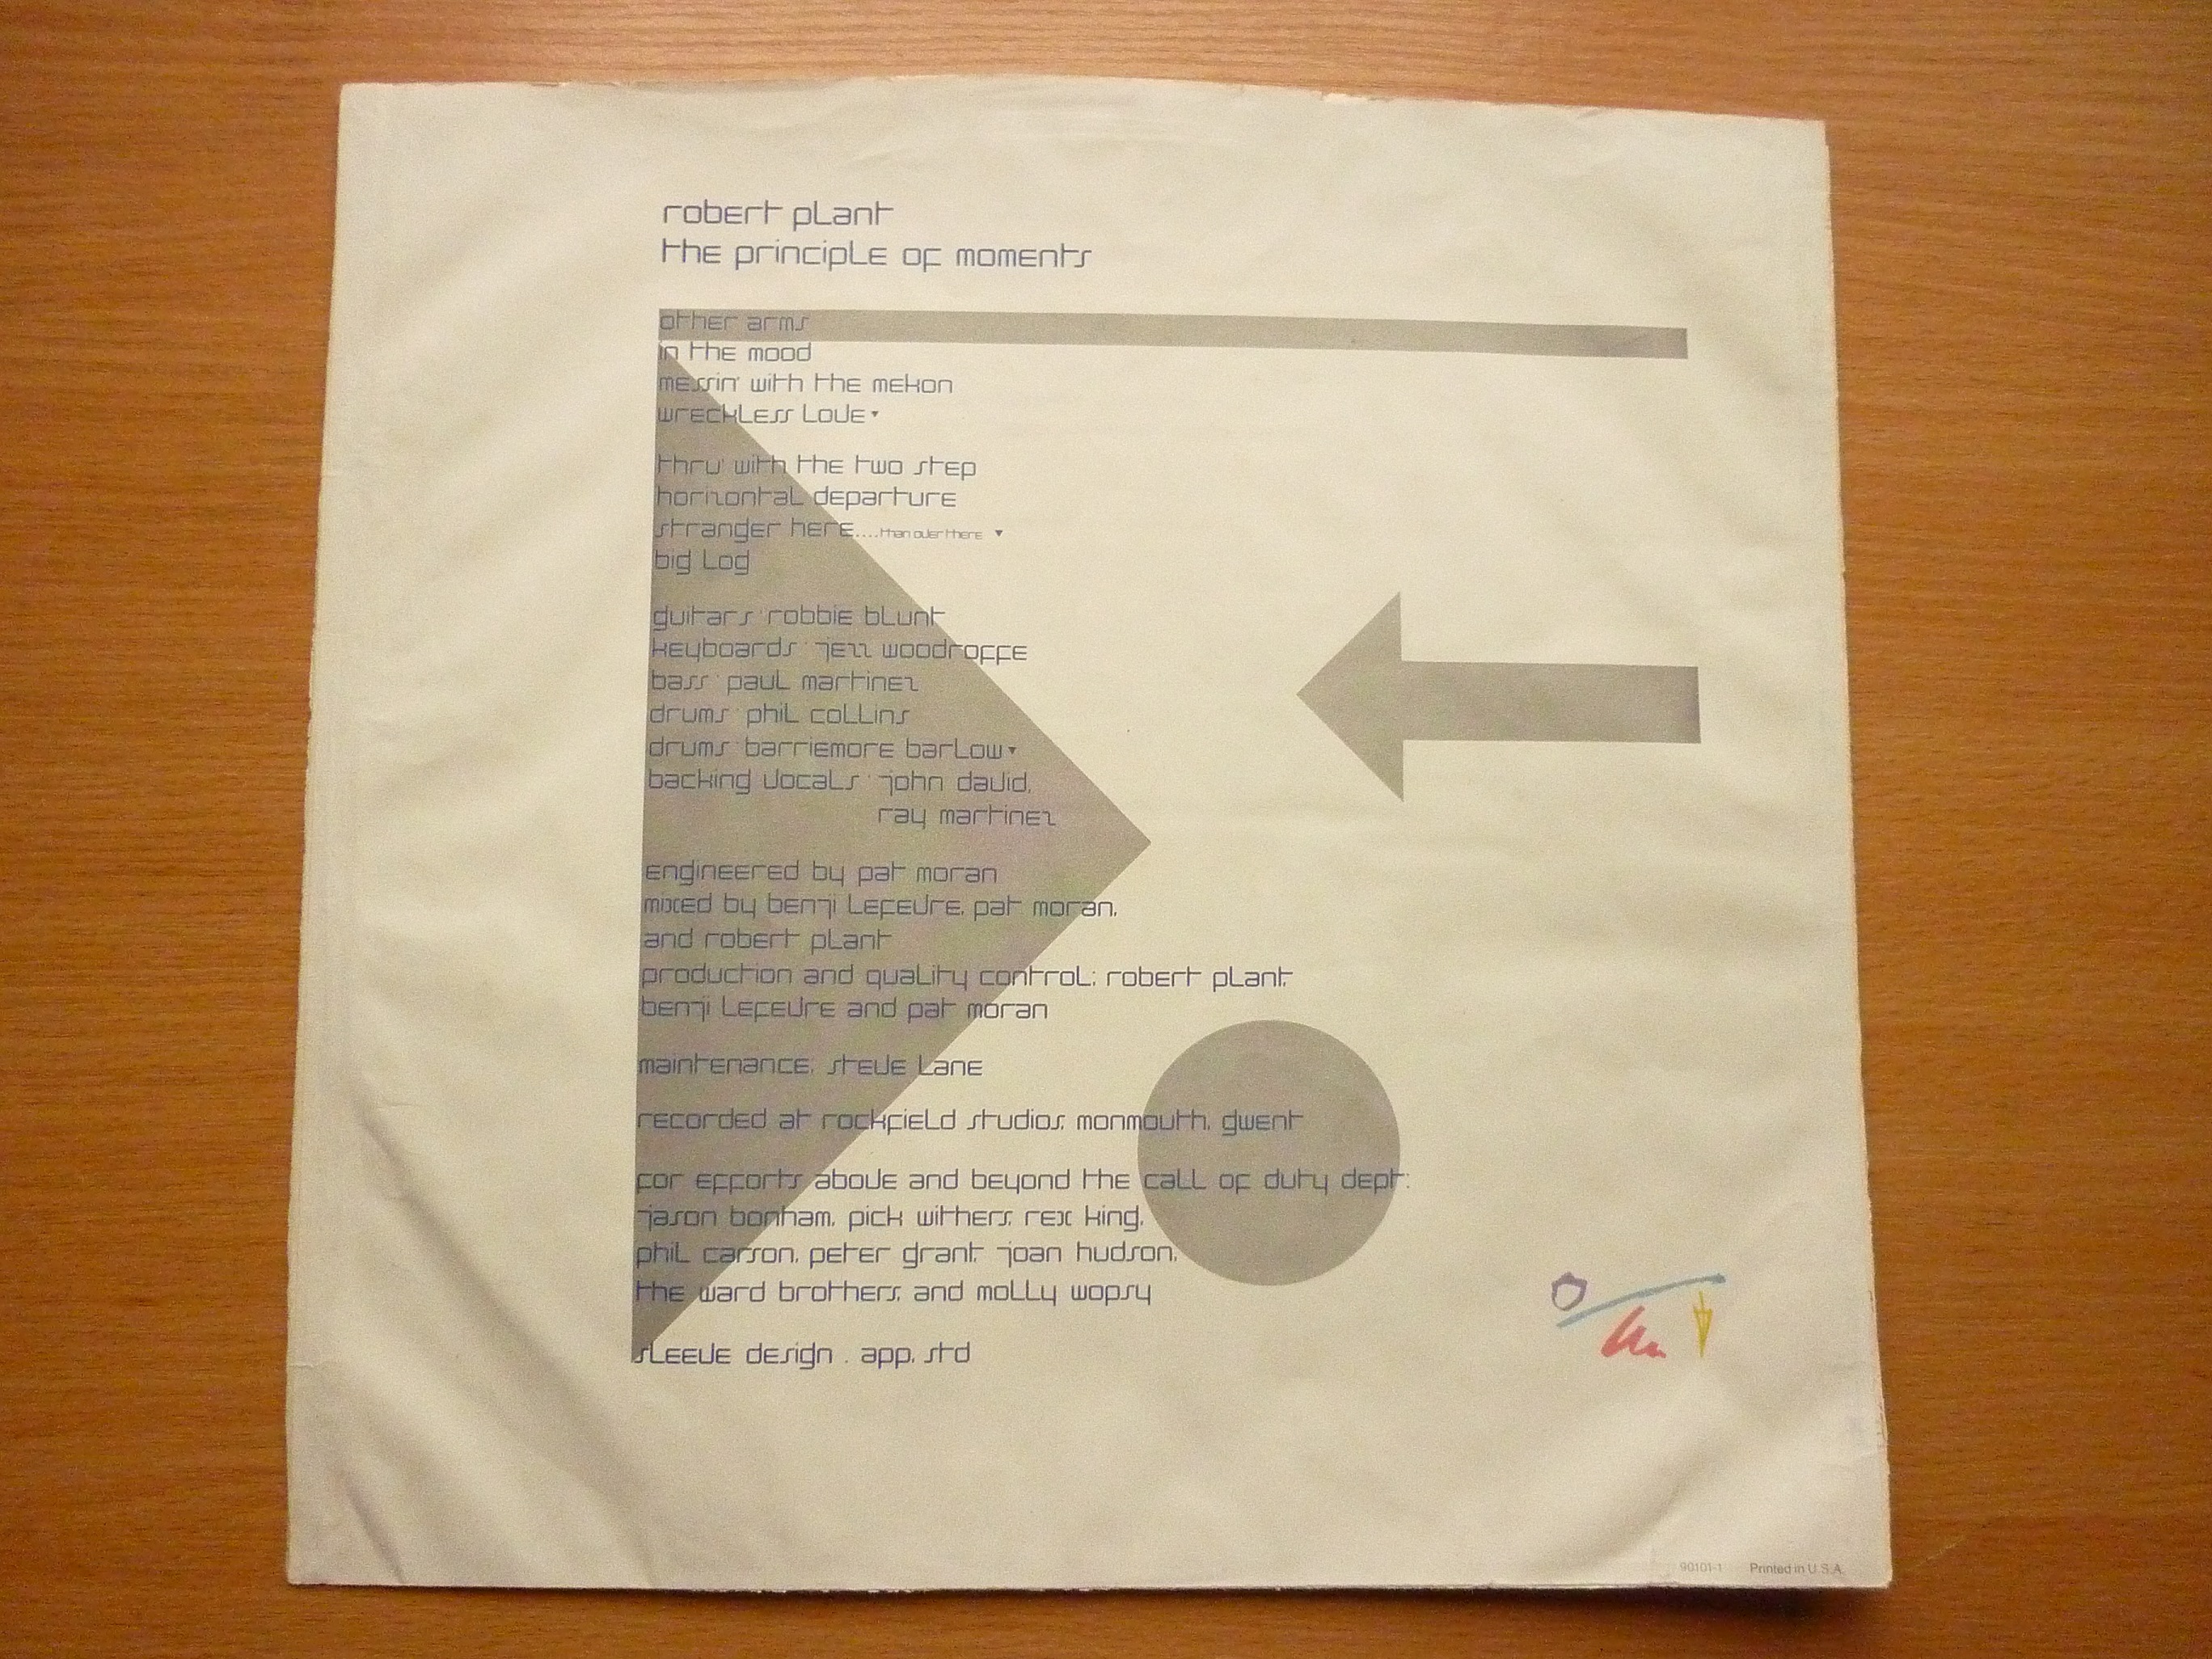 robert plant
the principle of moments
other arms
in the mood
messin' with the mekon
wreckless love▾
thru' with the two step
horizontal departure
stranger here....than over there ▾
big log
guitars · robbie blunt
keyboards · jezz woodroffe
bass · paul martinez
drums · phil collins
drums · barriemore barlow▾
backing vocals · john david,
ray martinez
engineered by pat moran
mixed by benji lefevre, pat moran,
and robert plant
production and quality control; robert plant,
benji lefevre and pat moran
maintenance, steve lane
recorded at rockfield studios, monmouth, gwent
for efforts above and beyond the call of duty dept:
jason bonham, pick withers, rex king,
phil carson, peter grant, joan hudson,
the ward brothers, and molly wopsy
sleeve design . app, std
90101-1 Printed in U.S.A.